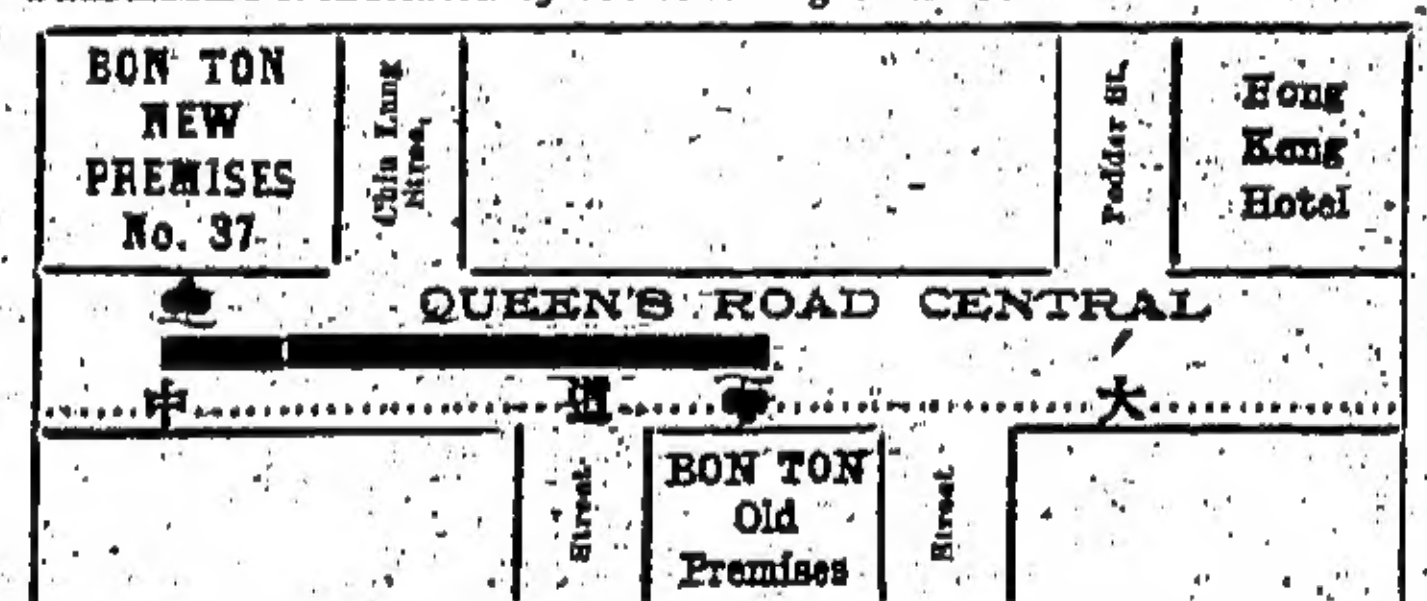 BON TON
NEW
PREMISES
No. 37
Chiu Lung
Street,
Pedder St.
Hong
Kong
Hotel
QUEEN'S ROAD CENTRAL
中 道 大
Street
BON TON
Old
Premises
Street